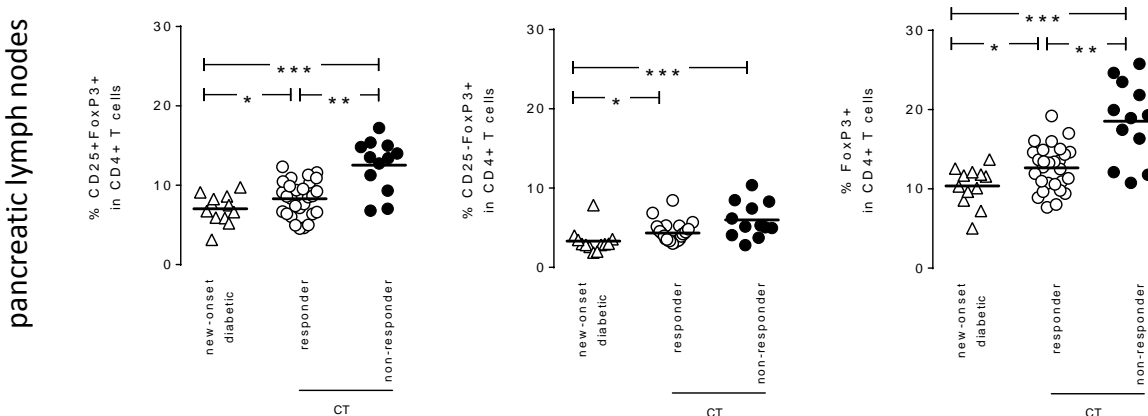 pancreatic lymph nodes
% CD25+FoxP3+
in CD4+ T cells
30
20
10
0
***
*
**
new-onset
diabetic
responder
non-responder
CT
% CD25-FoxP3+
in CD4+ T cells
30
20
10
0
***
*
new-onset
diabetic
responder
non-responder
CT
% FoxP3+
in CD4+ T cells
30
20
10
0
***
*
**
new-onset
diabetic
responder
non-responder
CT